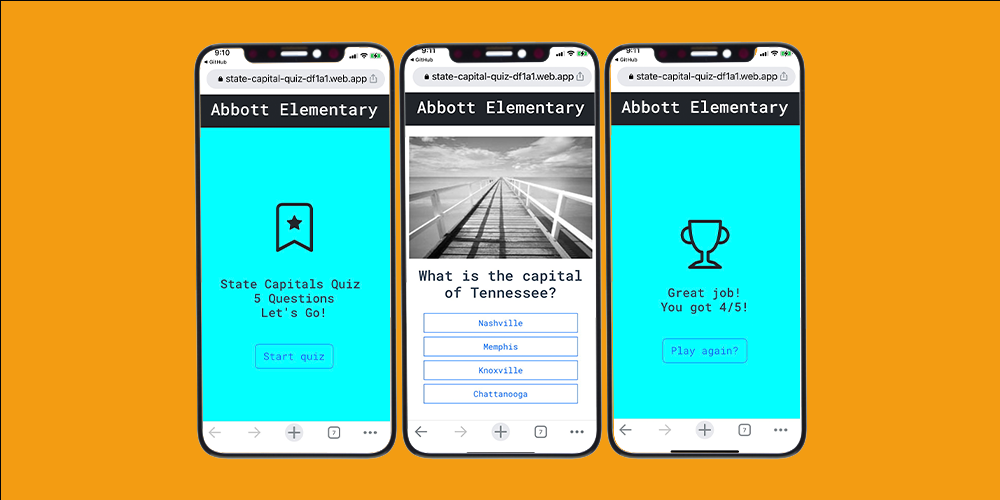 9:10
GitHub
state-capital-quiz-df1a1.web.app
Abbott Elementary
State Capitals Quiz
5 Questions
Let's Go!
Start quiz
7
9:11
GitHub
state-capital-quiz-df1a1.web.app
Abbott Elementary
What is the capital
of Tennessee?
Nashville
Memphis
Knoxville
Chattanooga
7
9:11
GitHub
state-capital-quiz-df1a1.web.app
Abbott Elementary
Great job!
You got 4/5!
Play again?
7